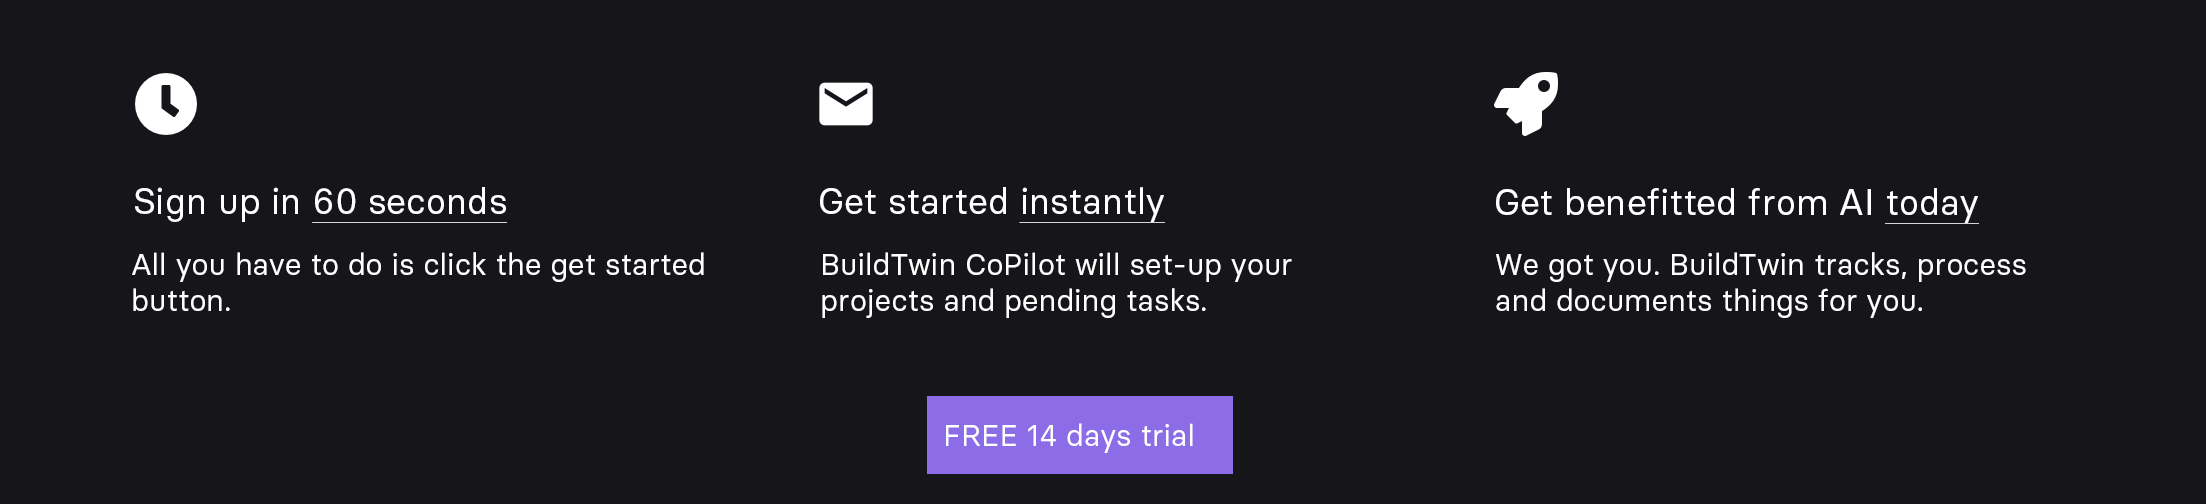 Sign up in 60 seconds
All you have to do is click the get started
button.
Get started instantly
BuildTwin CoPilot will set-up your
projects and pending tasks.
Get benefitted from AI today
We got you. BuildTwin tracks, process
and documents things for you.
FREE 14 days trial